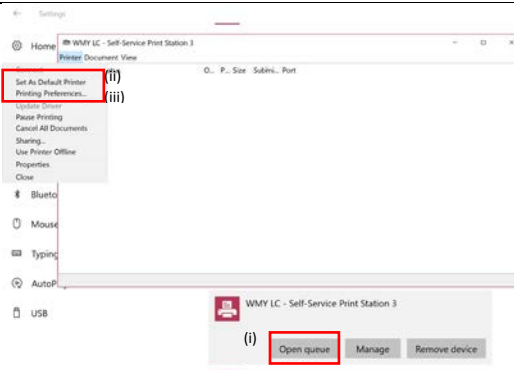 Settings
Home
WMY LC - Self-Service Print Station 3
Printer Document View
O... P... Size Submi... Port
Set As Default Printer
(ii)
Printing Preferences...
(iii)
Update Driver
Pause Printing
Cancel All Documents
Sharing...
Use Printer Offline
Properties
Close
Blueto
Mouse
Typing
AutoP
USB
WMY LC - Self-Service Print Station 3
(i)
Open queue Manage Remove device